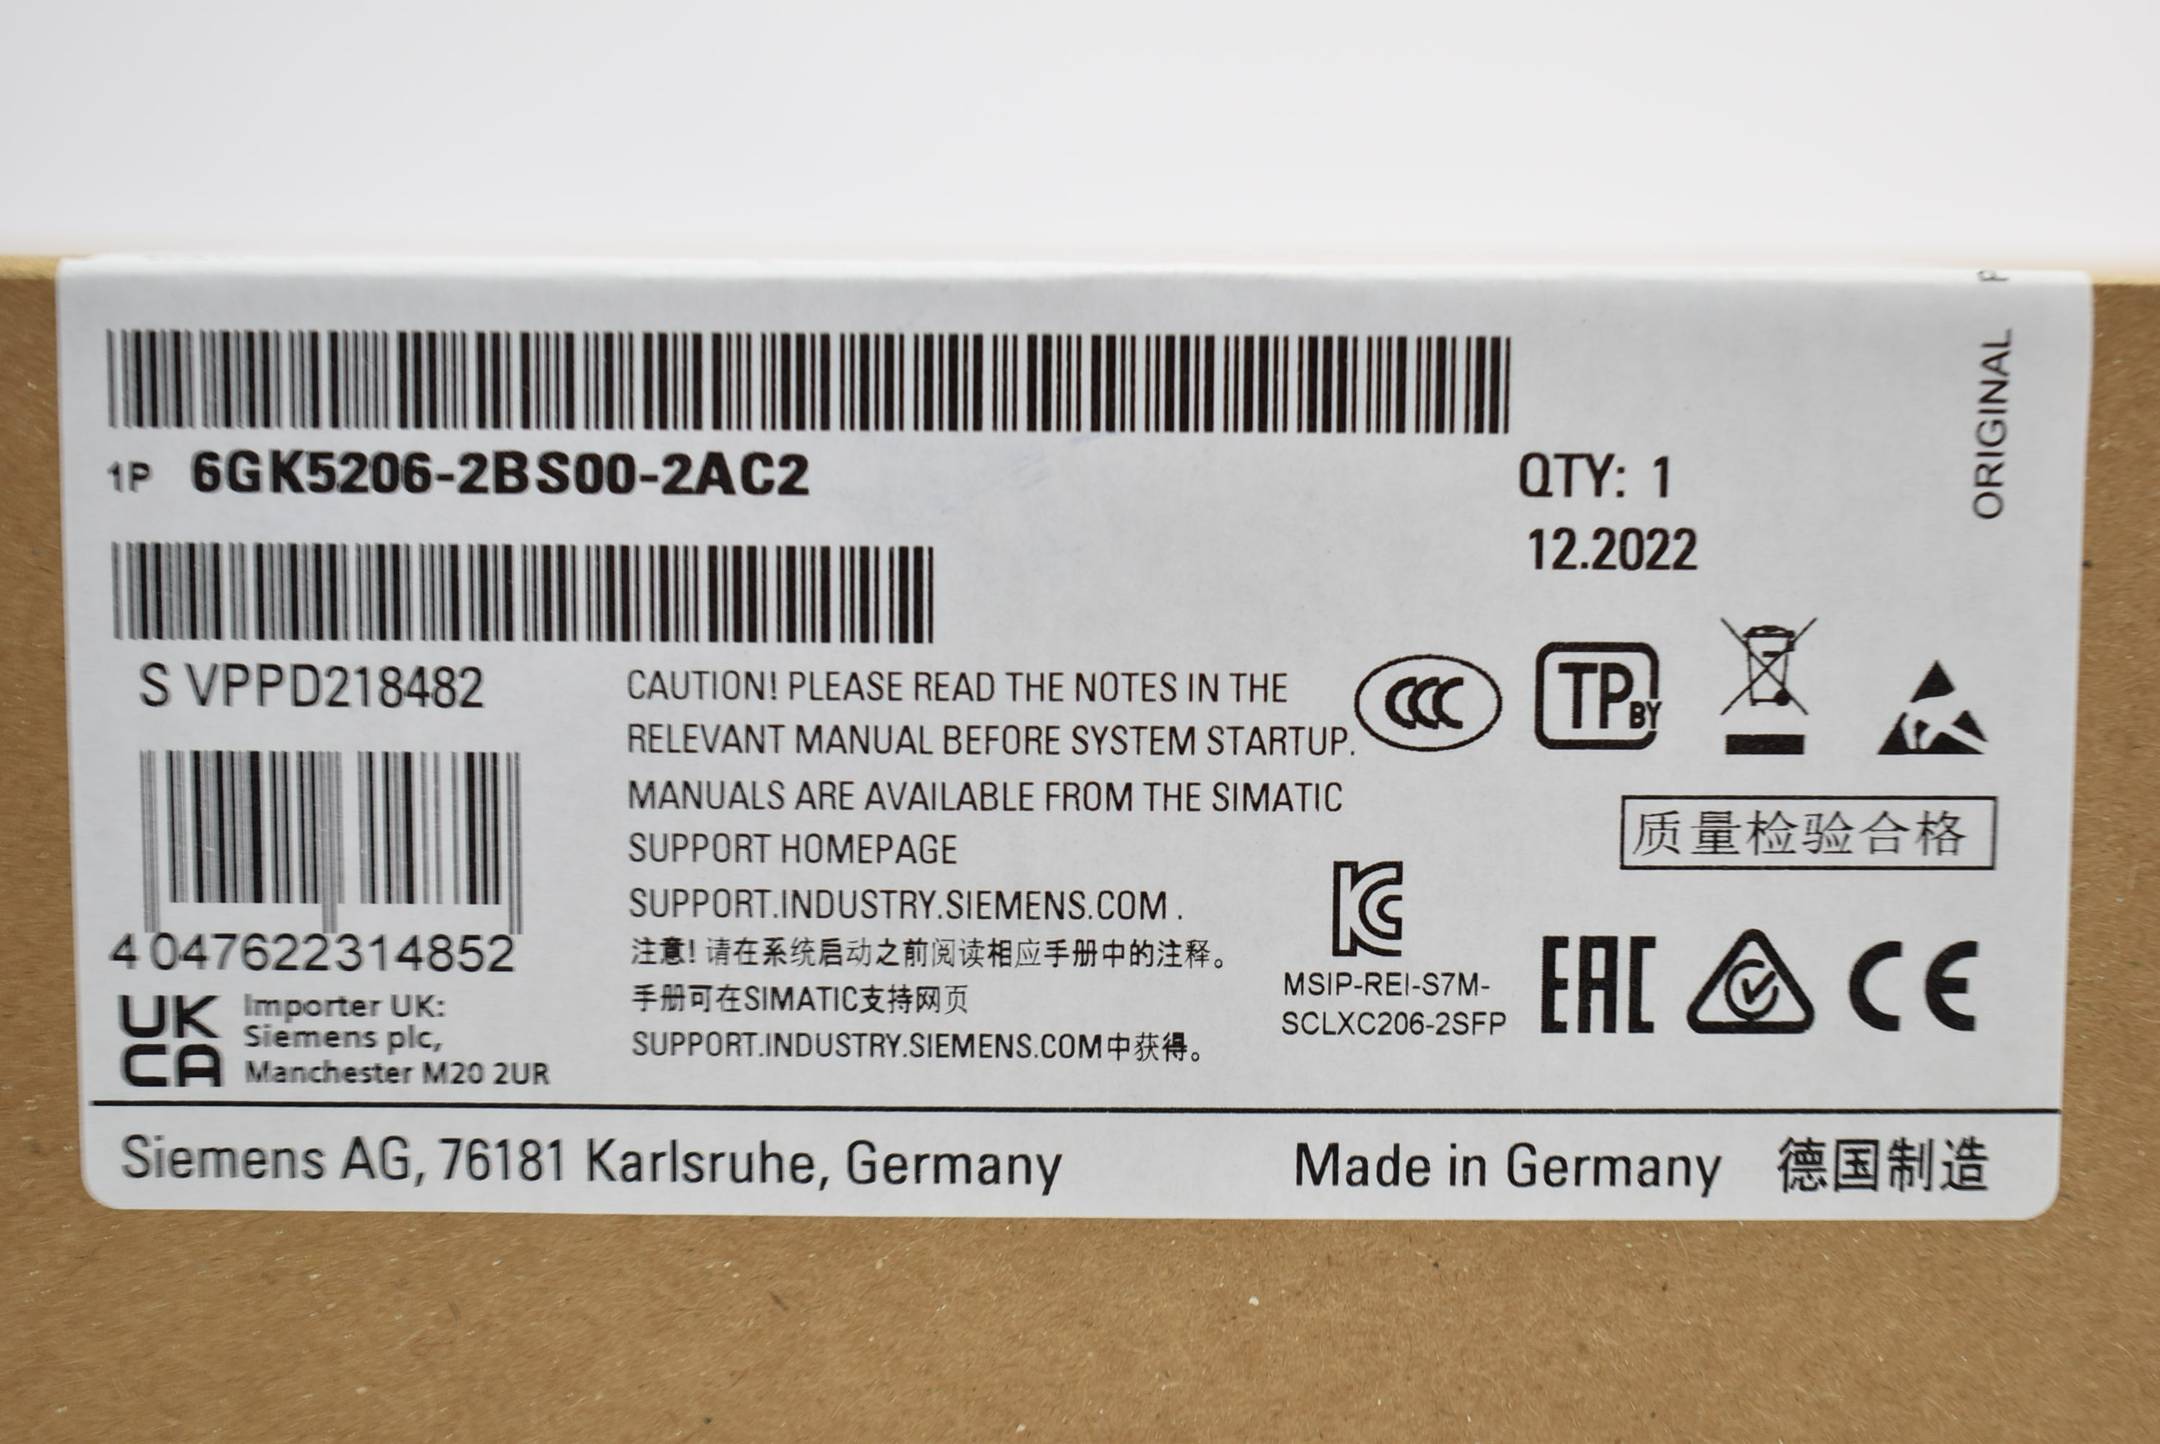 1P 6GK5206-2BS00-2AC2
QTY: 1
12.2022
ORIGINAL
S VPPD218482
CAUTION! PLEASE READ THE NOTES IN THE
RELEVANT MANUAL BEFORE SYSTEM STARTUP.
MANUALS ARE AVAILABLE FROM THE SIMATIC
SUPPORT HOMEPAGE
SUPPORT.INDUSTRY.SIEMENS.COM .
注意! 请在系统启动之前阅读相应手册中的注释。
手册可在SIMATIC支持网页
SUPPORT.INDUSTRY.SIEMENS.COM中获得。
CCC
TP BY
质量检验合格
KC
MSIP-REI-S7M-
SCLXC206-2SFP
EAC
CE
4 047622314852
UK
CA
Importer UK:
Siemens plc,
Manchester M20 2UR
Siemens AG, 76181 Karlsruhe, Germany
Made in Germany 德国制造